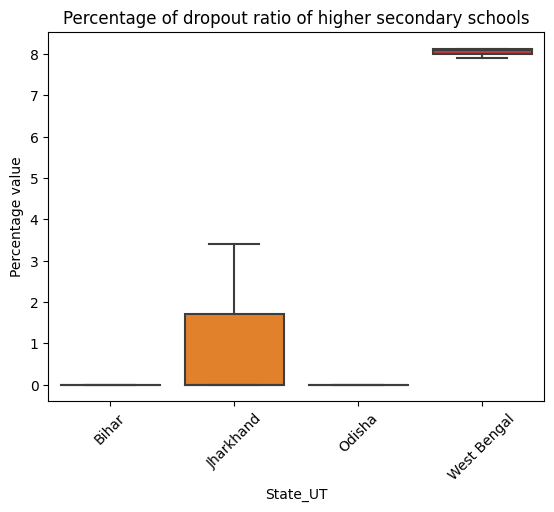 Percentage of dropout ratio of higher secondary schools
Percentage value
8
7
6
5
4
3
2
1
0
Bihar
Jharkhand
Odisha
West Bengal
State_UT